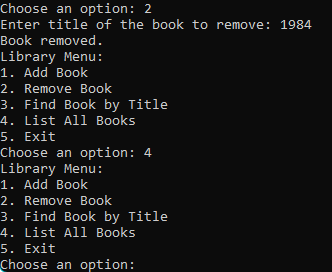 Choose an option: 2
Enter title of the book to remove: 1984
Book removed.
Library Menu:
1. Add Book
2. Remove Book
3. Find Book by Title
4. List All Books
5. Exit
Choose an option: 4
Library Menu:
1. Add Book
2. Remove Book
3. Find Book by Title
4. List All Books
5. Exit
Choose an option: